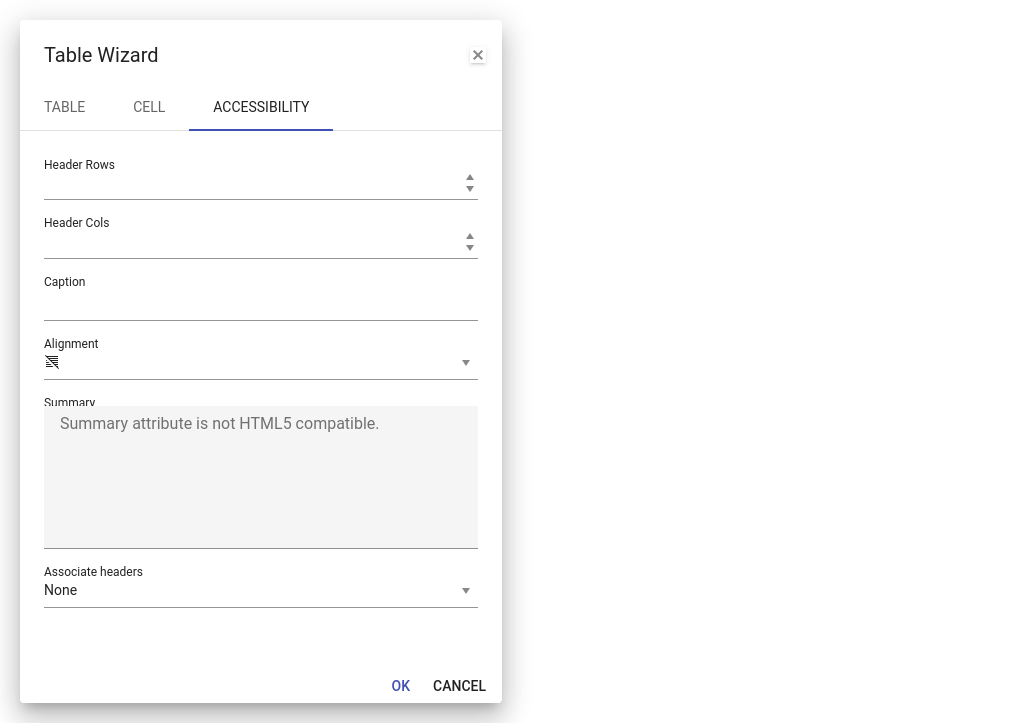 Table Wizard
TABLE CELL ACCESSIBILITY
Header Rows
Header Cols
Caption
Alignment
Summary
Summary attribute is not HTML5 compatible.
Associate headers
None
OK CANCEL